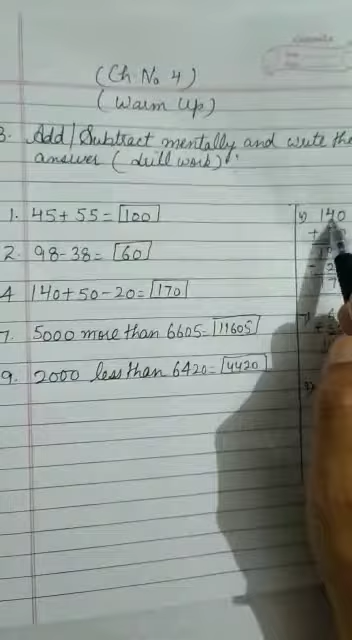 (Ch. No 4)
(Warm Up)
3. Add/Subtract mentally and write the
answer (drill work).
1. 45+55=100
2. 98-38=60
4 140+50-20=170
7. 5000 more than 6605=11605
9. 2000 less than 6420=4420
140
+